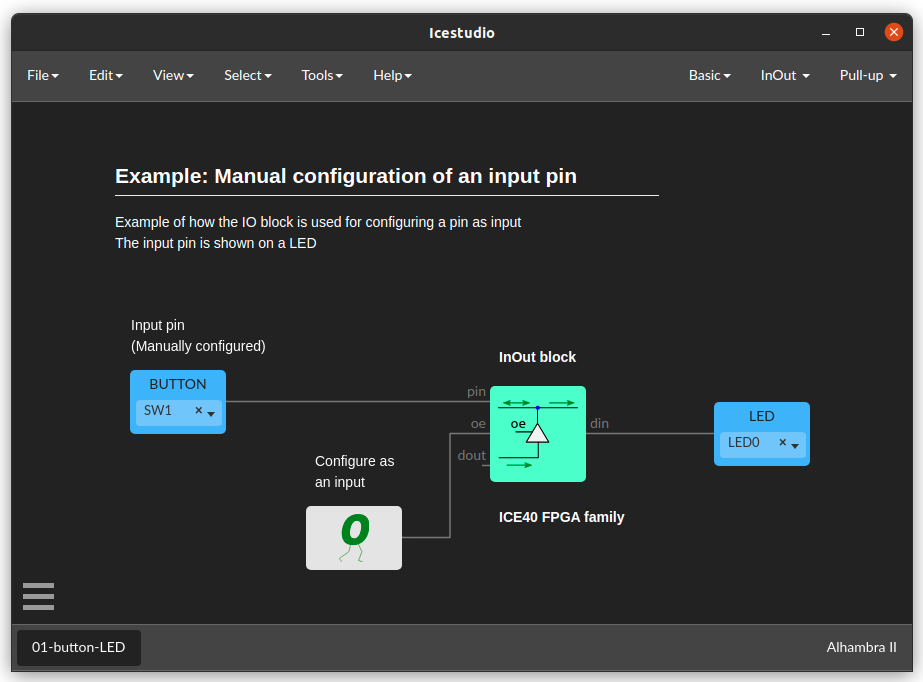 Icestudio
File Edit View Select Tools Help Basic InOut Pull-up
Example: Manual configuration of an input pin
Example of how the IO block is used for configuring a pin as input
The input pin is shown on a LED
Input pin
(Manually configured)
InOut block
BUTTON
SW1 ×
pin
oe
dout
oe
din
LED
LED0 ×
Configure as
an input
0
ICE40 FPGA family
01-button-LED
Alhambra II